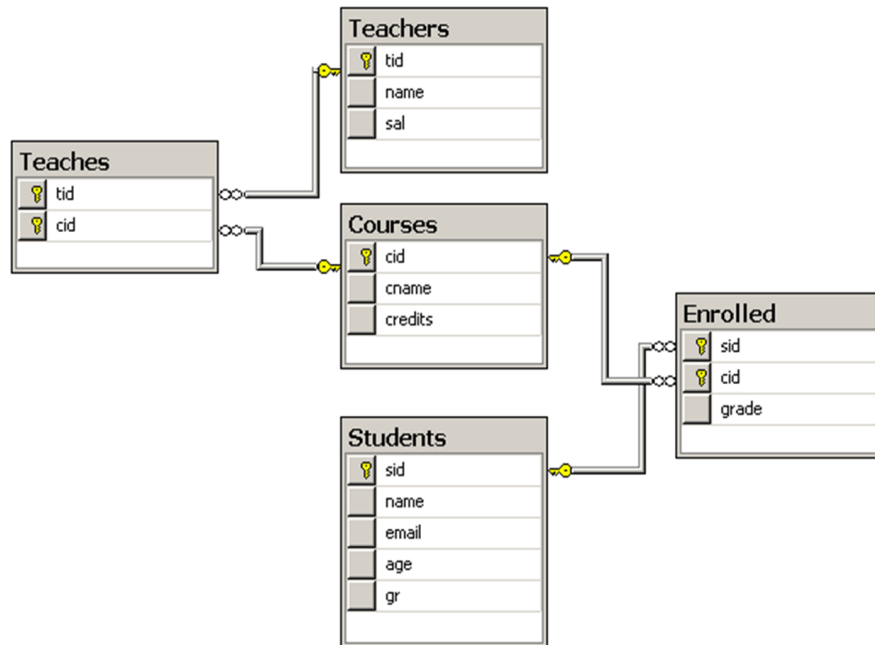 Teachers
tid
name
sal
Teaches
tid
cid
Courses
cid
cname
credits
Enrolled
sid
cid
grade
Students
sid
name
email
age
gr